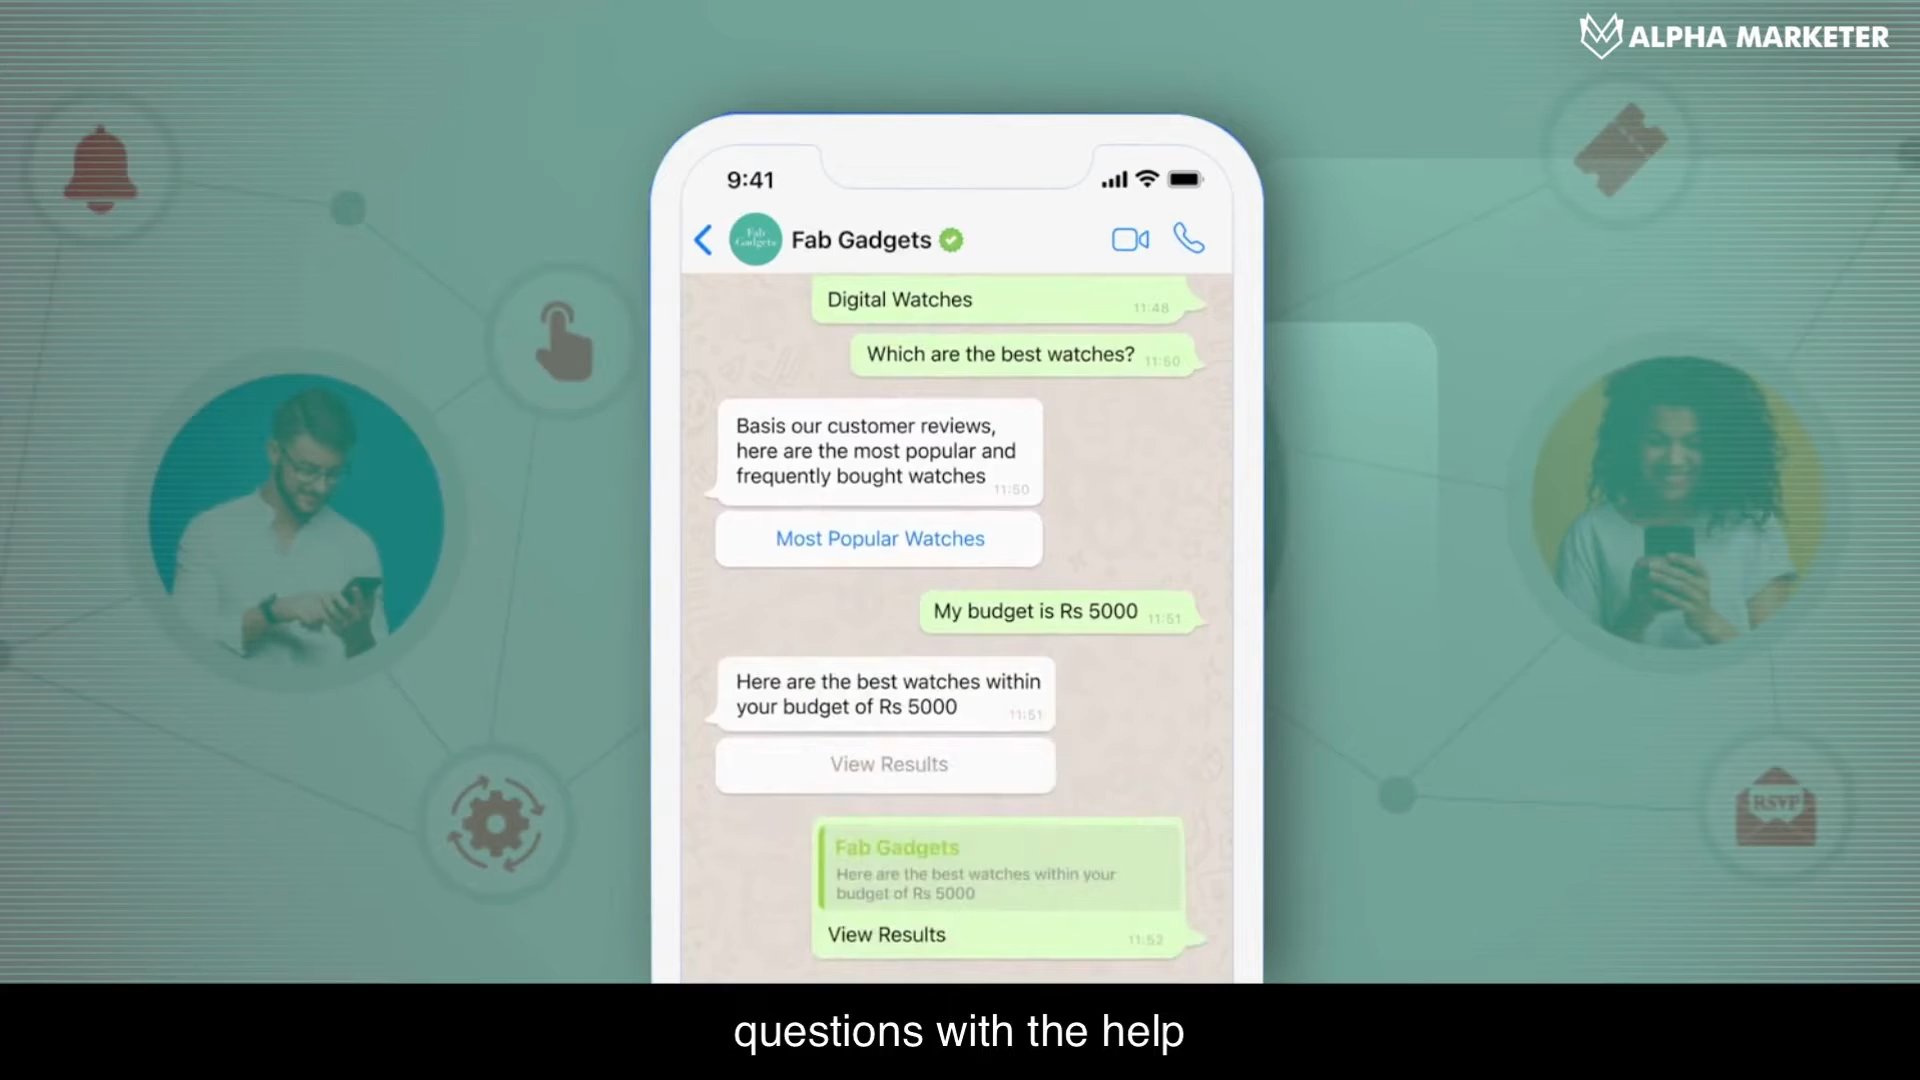 ALPHA MARKETER
9:41
Fab Gadgets
Fab Gadgets
Digital Watches 11:48
Which are the best watches? 11:50
Basis our customer reviews,
here are the most popular and
frequently bought watches 11:50
Most Popular Watches
My budget is Rs 5000 11:51
Here are the best watches within
your budget of Rs 5000 11:51
View Results
Fab Gadgets
Here are the best watches within your
budget of Rs 5000
View Results 11:52
RSVP
questions with the help